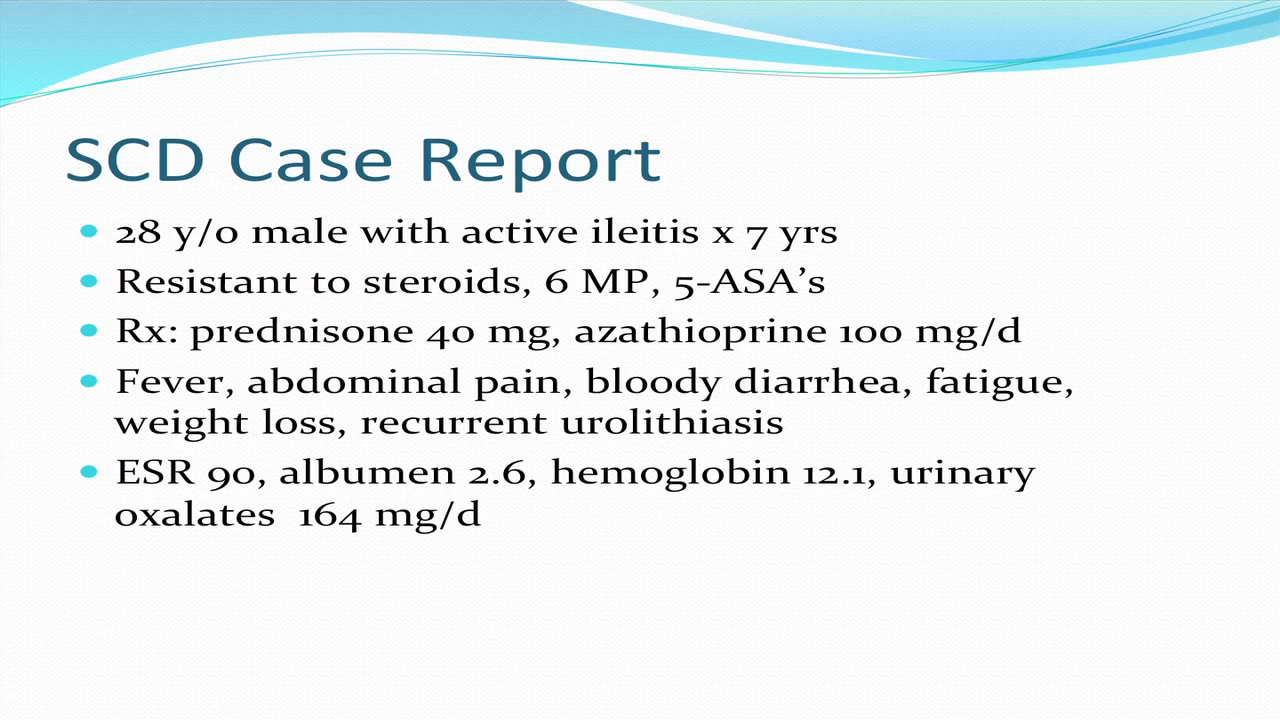 SCD Case Report
28 y/o male with active ileitis x 7 yrs
Resistant to steroids, 6 MP, 5-ASA’s
Rx: prednisone 40 mg, azathioprine 100 mg/d
Fever, abdominal pain, bloody diarrhea, fatigue,
weight loss, recurrent urolithiasis
ESR 90, albumen 2.6, hemoglobin 12.1, urinary
oxalates 164 mg/d